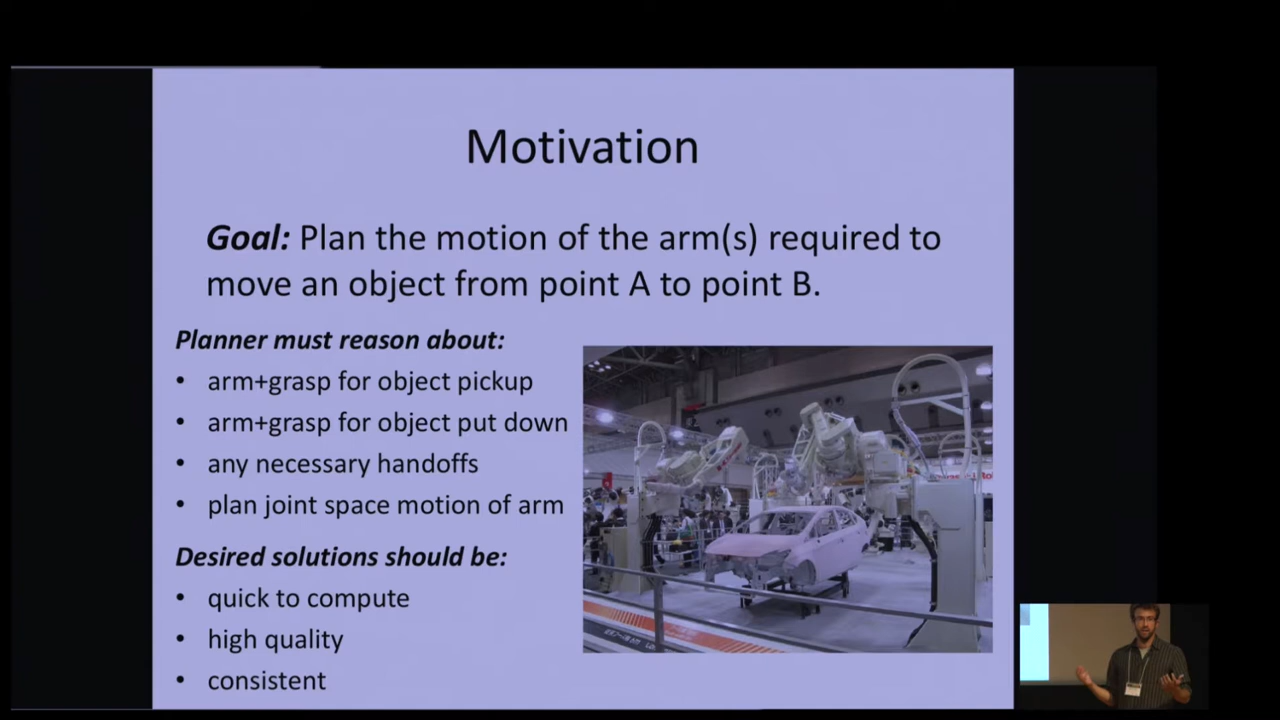 Motivation
Goal: Plan the motion of the arm(s) required to
move an object from point A to point B.
Planner must reason about:
• arm+grasp for object pickup
• arm+grasp for object put down
• any necessary handoffs
• plan joint space motion of arm
Desired solutions should be:
• quick to compute
• high quality
• consistent